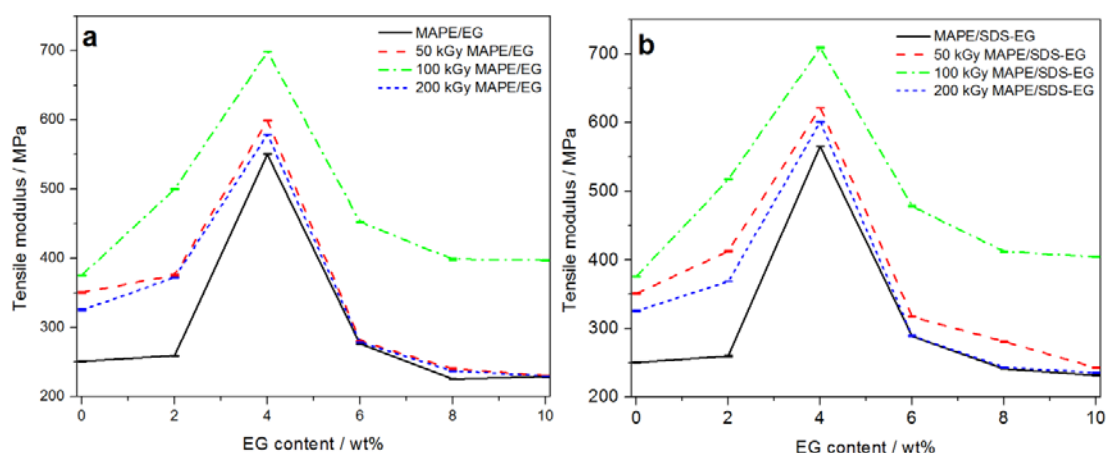 a
MAPE/EG
50 kGy MAPE/EG
100 kGy MAPE/EG
200 kGy MAPE/EG
Tensile modulus / MPa
700
600
500
400
300
200
0 2 4 6 8 10
EG content / wt%
b
MAPE/SDS-EG
50 kGy MAPE/SDS-EG
100 kGy MAPE/SDS-EG
200 kGy MAPE/SDS-EG
Tensile modulus / MPa
700
600
500
400
300
200
0 2 4 6 8 10
EG content / wt%